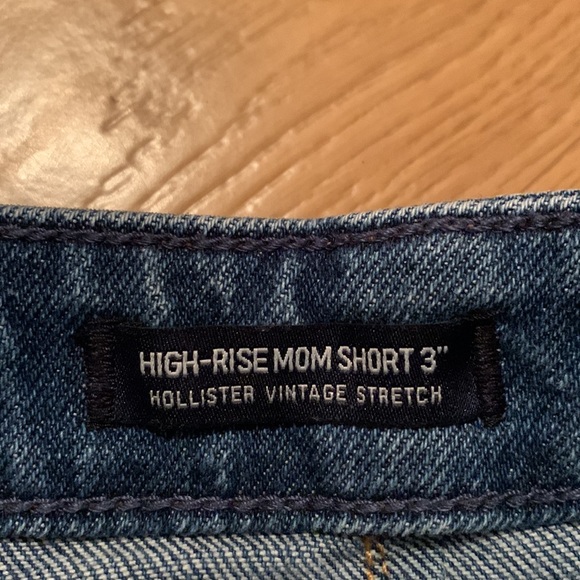 HIGH-RISE MOM SHORT 3"
HOLLISTER VINTAGE STRETCH